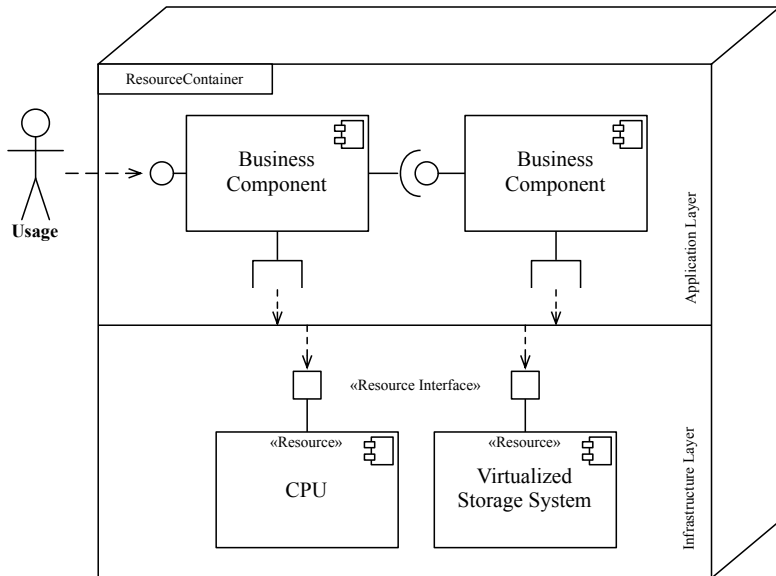 ResourceContainer
Business
Component
Business
Component
Usage
Application Layer
«Resource Interface»
«Resource»
CPU
«Resource»
Virtualized
Storage System
Infrastructure Layer